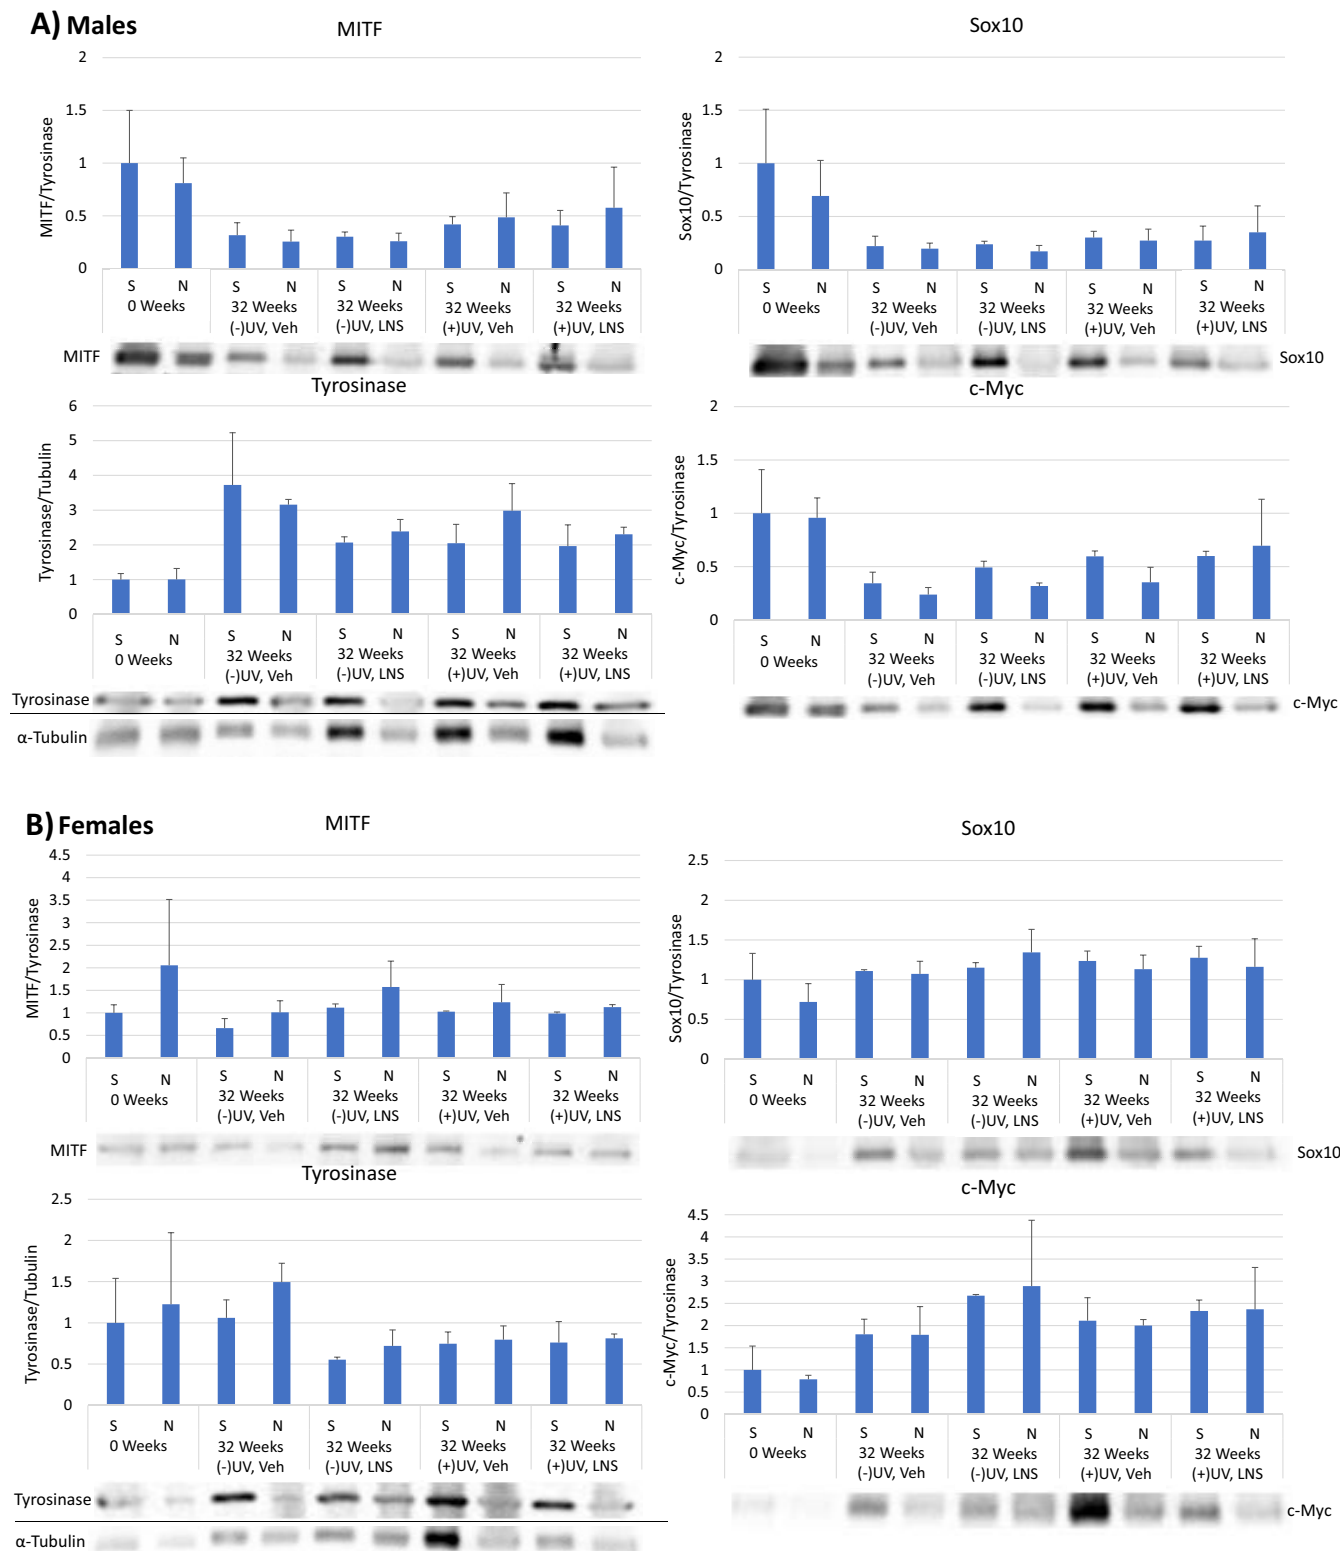 A) Males
MITF
2
1.5
1
0.5
0
MITF/Tyrosinase
S N S N S N S N S N
0 Weeks 32 Weeks 32 Weeks 32 Weeks 32 Weeks
(-)UV, Veh (-)UV, LNS (+)UV, Veh (+)UV, LNS
MITF
Sox10
2
1.5
1
0.5
0
Sox10/Tyrosinase
S N S N S N S N S N
0 Weeks 32 Weeks 32 Weeks 32 Weeks 32 Weeks
(-)UV, Veh (-)UV, LNS (+)UV, Veh (+)UV, LNS
Sox10
Tyrosinase
6
5
4
3
2
1
0
Tyrosinase/Tubulin
S N S N S N S N S N
0 Weeks 32 Weeks 32 Weeks 32 Weeks 32 Weeks
(-)UV, Veh (-)UV, LNS (+)UV, Veh (+)UV, LNS
Tyrosinase
α-Tubulin
c-Myc
2
1.5
1
0.5
0
c-Myc/Tyrosinase
S N S N S N S N S N
0 Weeks 32 Weeks 32 Weeks 32 Weeks 32 Weeks
(-)UV, Veh (-)UV, LNS (+)UV, Veh (+)UV, LNS
c-Myc
B) Females
MITF
4.5
4
3.5
3
2.5
2
1.5
1
0.5
0
MITF/Tyrosinase
S N S N S N S N S N
0 Weeks 32 Weeks 32 Weeks 32 Weeks 32 Weeks
(-)UV, Veh (-)UV, LNS (+)UV, Veh (+)UV, LNS
MITF
Sox10
2.5
2
1.5
1
0.5
0
Sox10/Tyrosinase
S N S N S N S N S N
0 Weeks 32 Weeks 32 Weeks 32 Weeks 32 Weeks
(-)UV, Veh (-)UV, LNS (+)UV, Veh (+)UV, LNS
Sox10
Tyrosinase
2.5
2
1.5
1
0.5
0
Tyrosinase/Tubulin
S N S N S N S N S N
0 Weeks 32 Weeks 32 Weeks 32 Weeks 32 Weeks
(-)UV, Veh (-)UV, LNS (+)UV, Veh (+)UV, LNS
Tyrosinase
α-Tubulin
c-Myc
4.5
4
3.5
3
2.5
2
1.5
1
0.5
0
c-Myc/Tyrosinase
S N S N S N S N S N
0 Weeks 32 Weeks 32 Weeks 32 Weeks 32 Weeks
(-)UV, Veh (-)UV, LNS (+)UV, Veh (+)UV, LNS
c-Myc